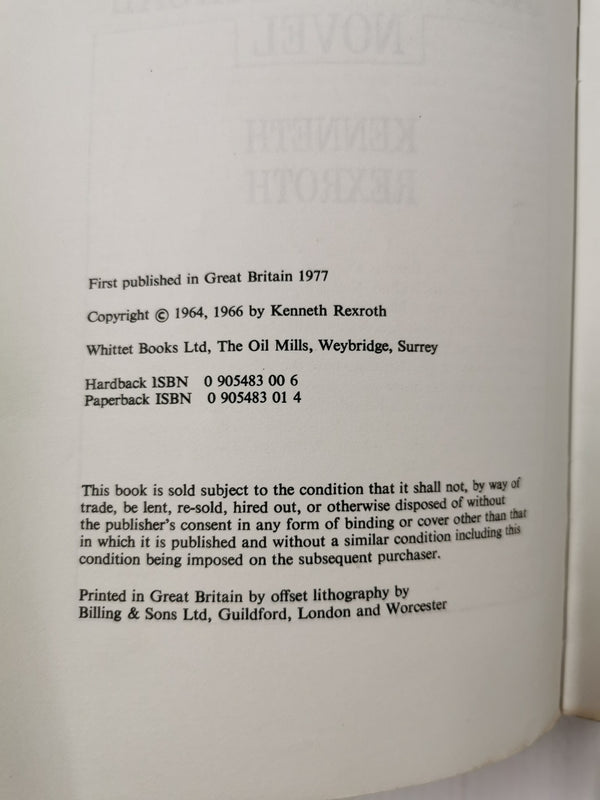 NOVEL
KENNETH
REXROTH
First published in Great Britain 1977
Copyright © 1964, 1966 by Kenneth Rexroth
Whittet Books Ltd, The Oil Mills, Weybridge, Surrey
Hardback ISBN 0 905483 00 6
Paperback ISBN 0 905483 01 4
This book is sold subject to the condition that it shall not, by way of
trade, be lent, re-sold, hired out, or otherwise disposed of without
the publisher's consent in any form of binding or cover other than that
in which it is published and without a similar condition including this
condition being imposed on the subsequent purchaser.
Printed in Great Britain by offset lithography by
Billing & Sons Ltd, Guildford, London and Worcester